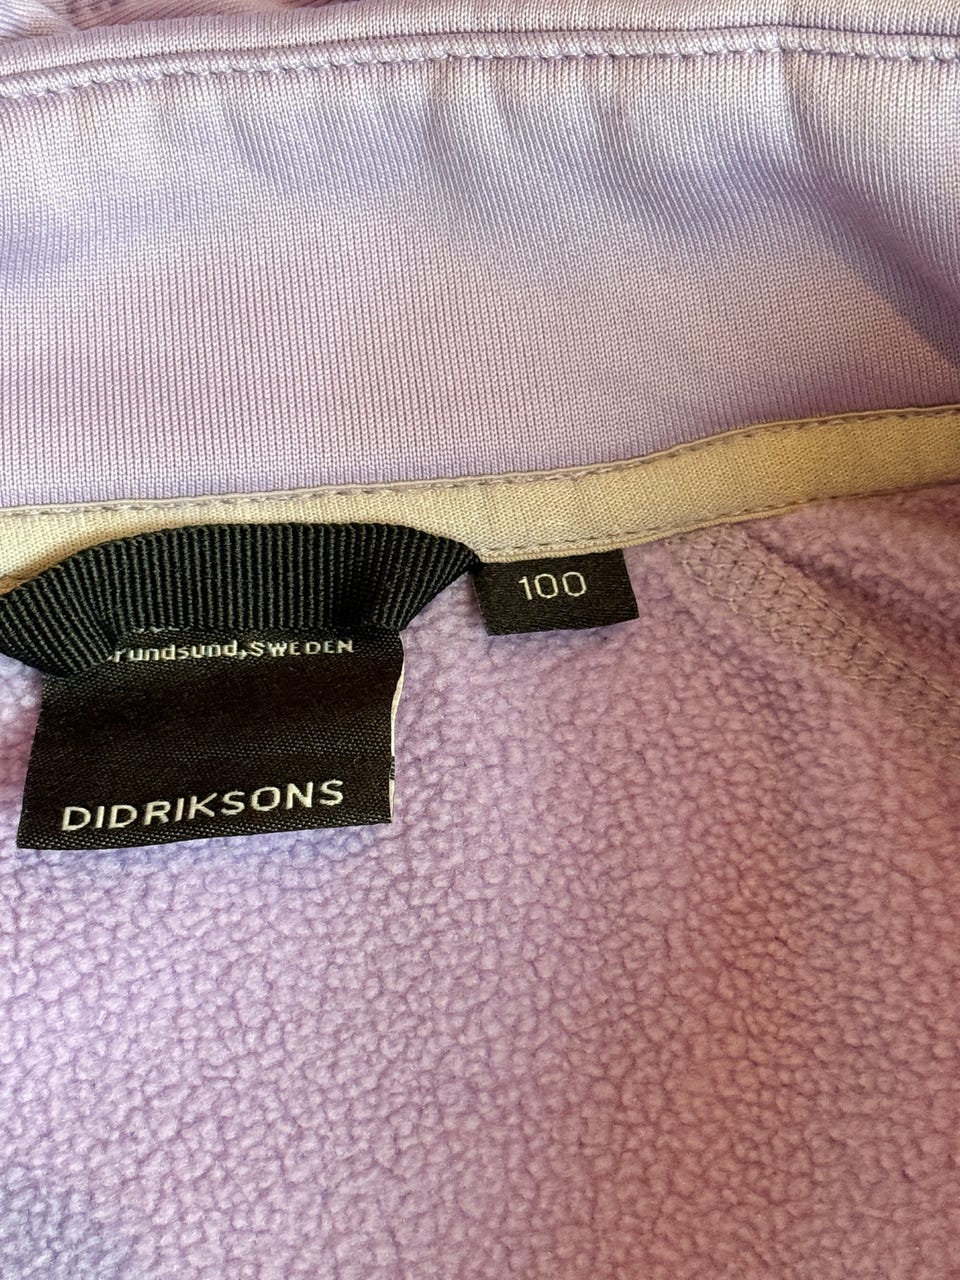 rundsund, SWEDEN
DIDRIKSONS
100